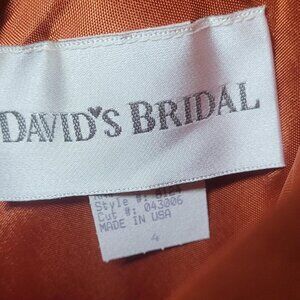 DAVID'S BRIDAL
Style #:
Cut #: 043006
MADE IN USA
4